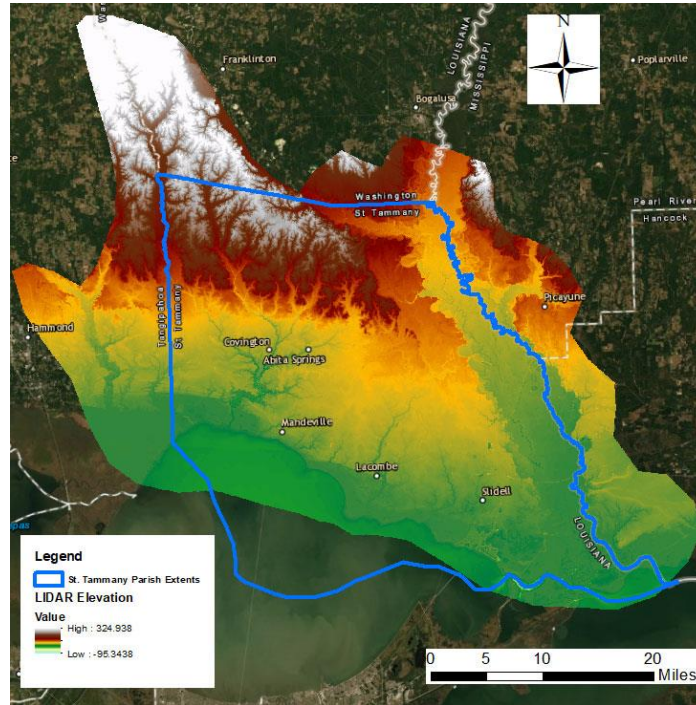 Franklinton
N
Poplarville
LOUISIANA
MISSISSIPPI
Bogalusa
Washington
St Tammany
Pearl River
Hancock
Picayune
Tangipahoa
St Tammany
Hammond
Covington
Abita Springs
Mandeville
Lacombe
Slidell
LOUISIANA
Legend
St. Tammany Parish Extents
LIDAR Elevation
Value
High : 324.938
Low : -95.3438
0 5 10 20
Miles